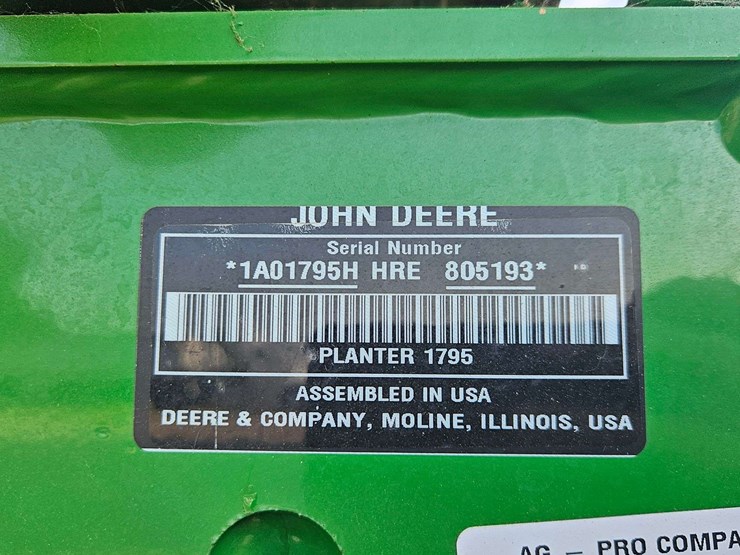 JOHN DEERE
Serial Number
*1A01795H HRE 805193*
PLANTER 1795
ASSEMBLED IN USA
DEERE & COMPANY, MOLINE, ILLINOIS, USA
AG – PRO COMPA